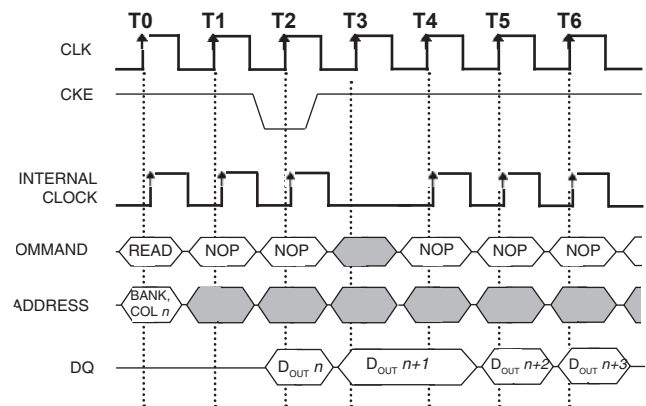 T0 T1 T2 T3 T4 T5 T6
CLK
CKE
INTERNAL
CLOCK
OMMAND READ NOP NOP NOP NOP NOP
ADDRESS BANK,
COL n
DQ DOUT n DOUT n+1 DOUT n+2 DOUT n+3